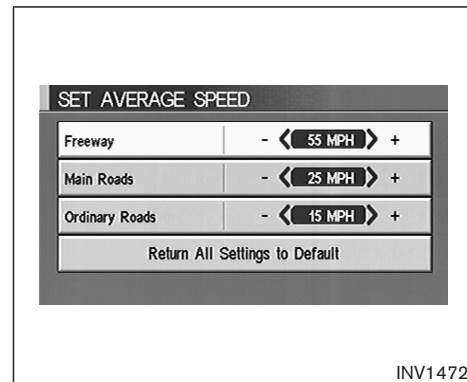 SET AVERAGE SPEED
Freeway - 55 MPH +
Main Roads - 25 MPH +
Ordinary Roads - 15 MPH +
Return All Settings to Default
INV1472